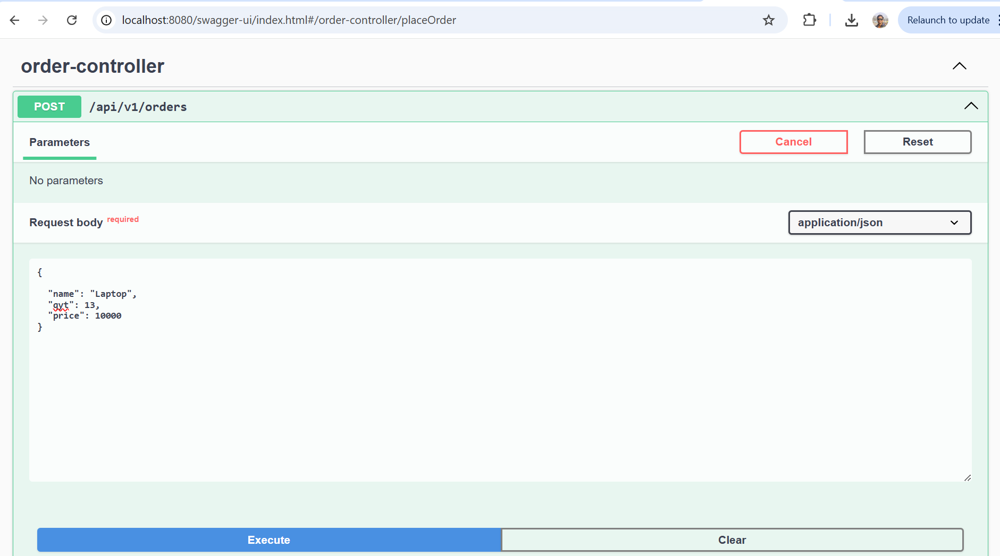 localhost:8080/swagger-ui/index.html#/order-controller/placeOrder
Relaunch to update
order-controller
POST /api/v1/orders
Parameters
Cancel
Reset
No parameters
Request body required
application/json
{
"name": "Laptop",
"qyt": 13,
"price": 10000
}
Execute
Clear